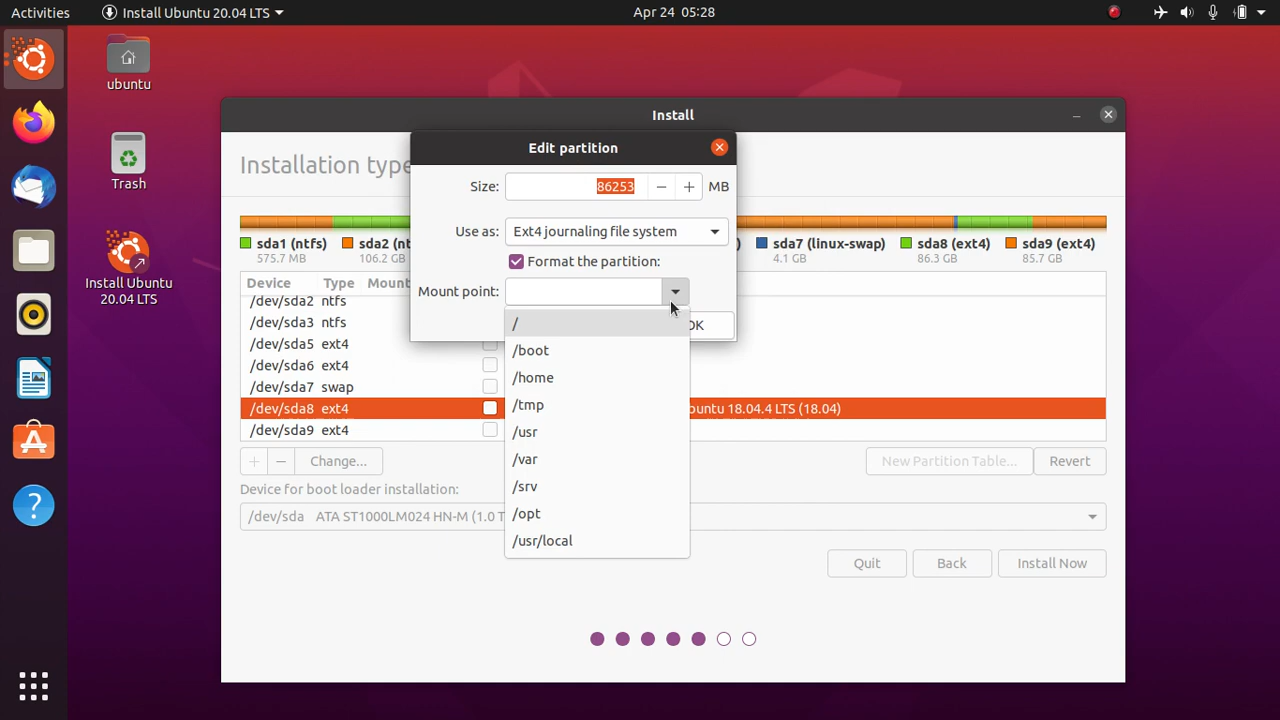 Activities
Install Ubuntu 20.04 LTS
Apr 24 05:28
ubuntu
Trash
Install Ubuntu
20.04 LTS
Install
Installation type
Edit partition
Size:
86253
MB
Use as:
Ext4 journaling file system
Format the partition:
Mount point:
OK
/
/boot
/home
/tmp
/usr
/var
/srv
/opt
/usr/local
sda1 (ntfs)
575.7 MB
sda2
106.2 GB
sda7 (linux-swap)
4.1 GB
sda8 (ext4)
86.3 GB
sda9 (ext4)
85.7 GB
Device Type Mount
/dev/sda2 ntfs
/dev/sda3 ntfs
/dev/sda5 ext4
/dev/sda6 ext4
/dev/sda7 swap
/dev/sda8 ext4 buntu 18.04.4 LTS (18.04)
/dev/sda9 ext4
+ − Change...
New Partition Table...
Revert
Device for boot loader installation:
/dev/sda ATA ST1000LM024 HN-M (1.0 T
Quit
Back
Install Now